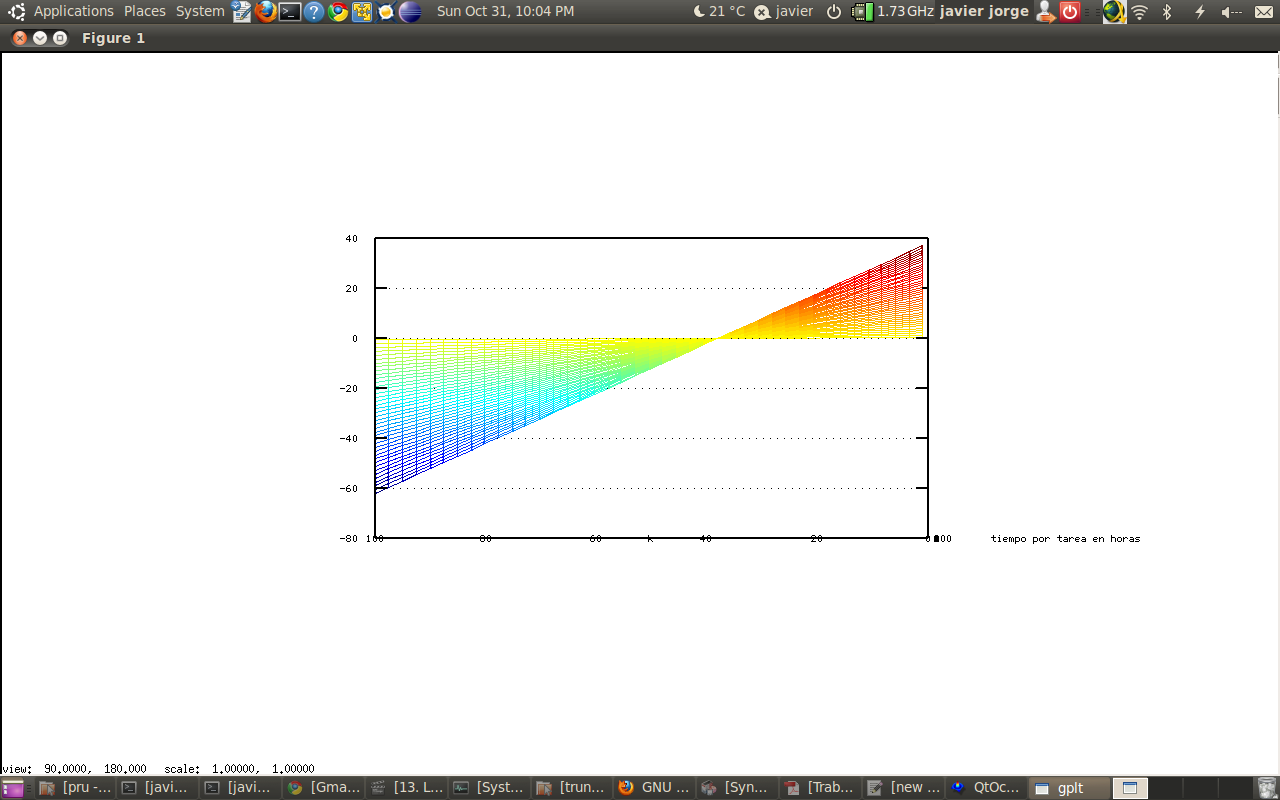 Applications Places System Sun Oct 31, 10:04 PM 21 °C javier 1.73GHz javier jorge
Figure 1
40
20
0
-20
-40
-60
-80 100 80 60 k 40 20 0 tiempo por tarea en horas
view: 90.0000, 180.000 scale: 1.00000, 1.00000
[pru -... [javi... [javi... [Gma... [13. L... [Syst... [trun... GNU ... [Syn... [Trab... [new ... QtOc... gplt